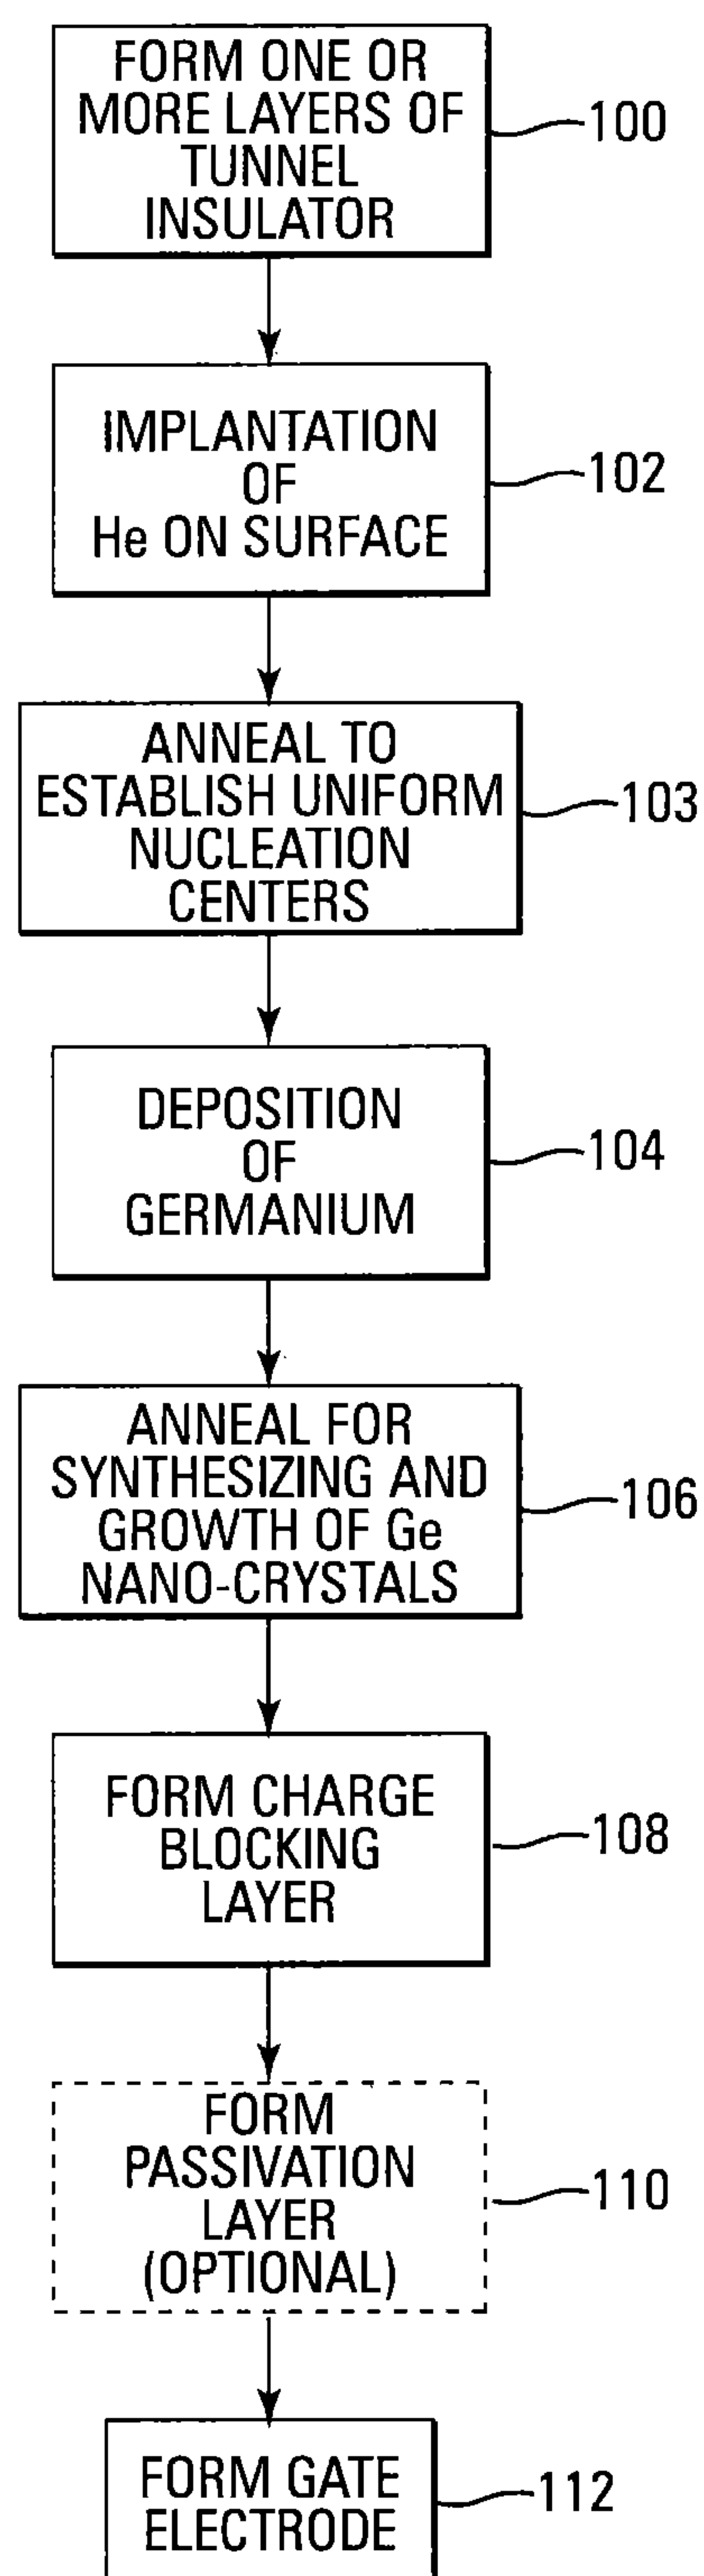 FORM ONE OR
MORE LAYERS OF
TUNNEL
INSULATOR
100
IMPLANTATION
OF
He ON SURFACE
102
ANNEAL TO
ESTABLISH UNIFORM
NUCLEATION
CENTERS
103
DEPOSITION
OF
GERMANIUM
104
ANNEAL FOR
SYNTHESIZING AND
GROWTH OF Ge
NANO-CRYSTALS
106
FORM CHARGE
BLOCKING
LAYER
108
FORM
PASSIVATION
LAYER
(OPTIONAL)
110
FORM GATE
ELECTRODE
112